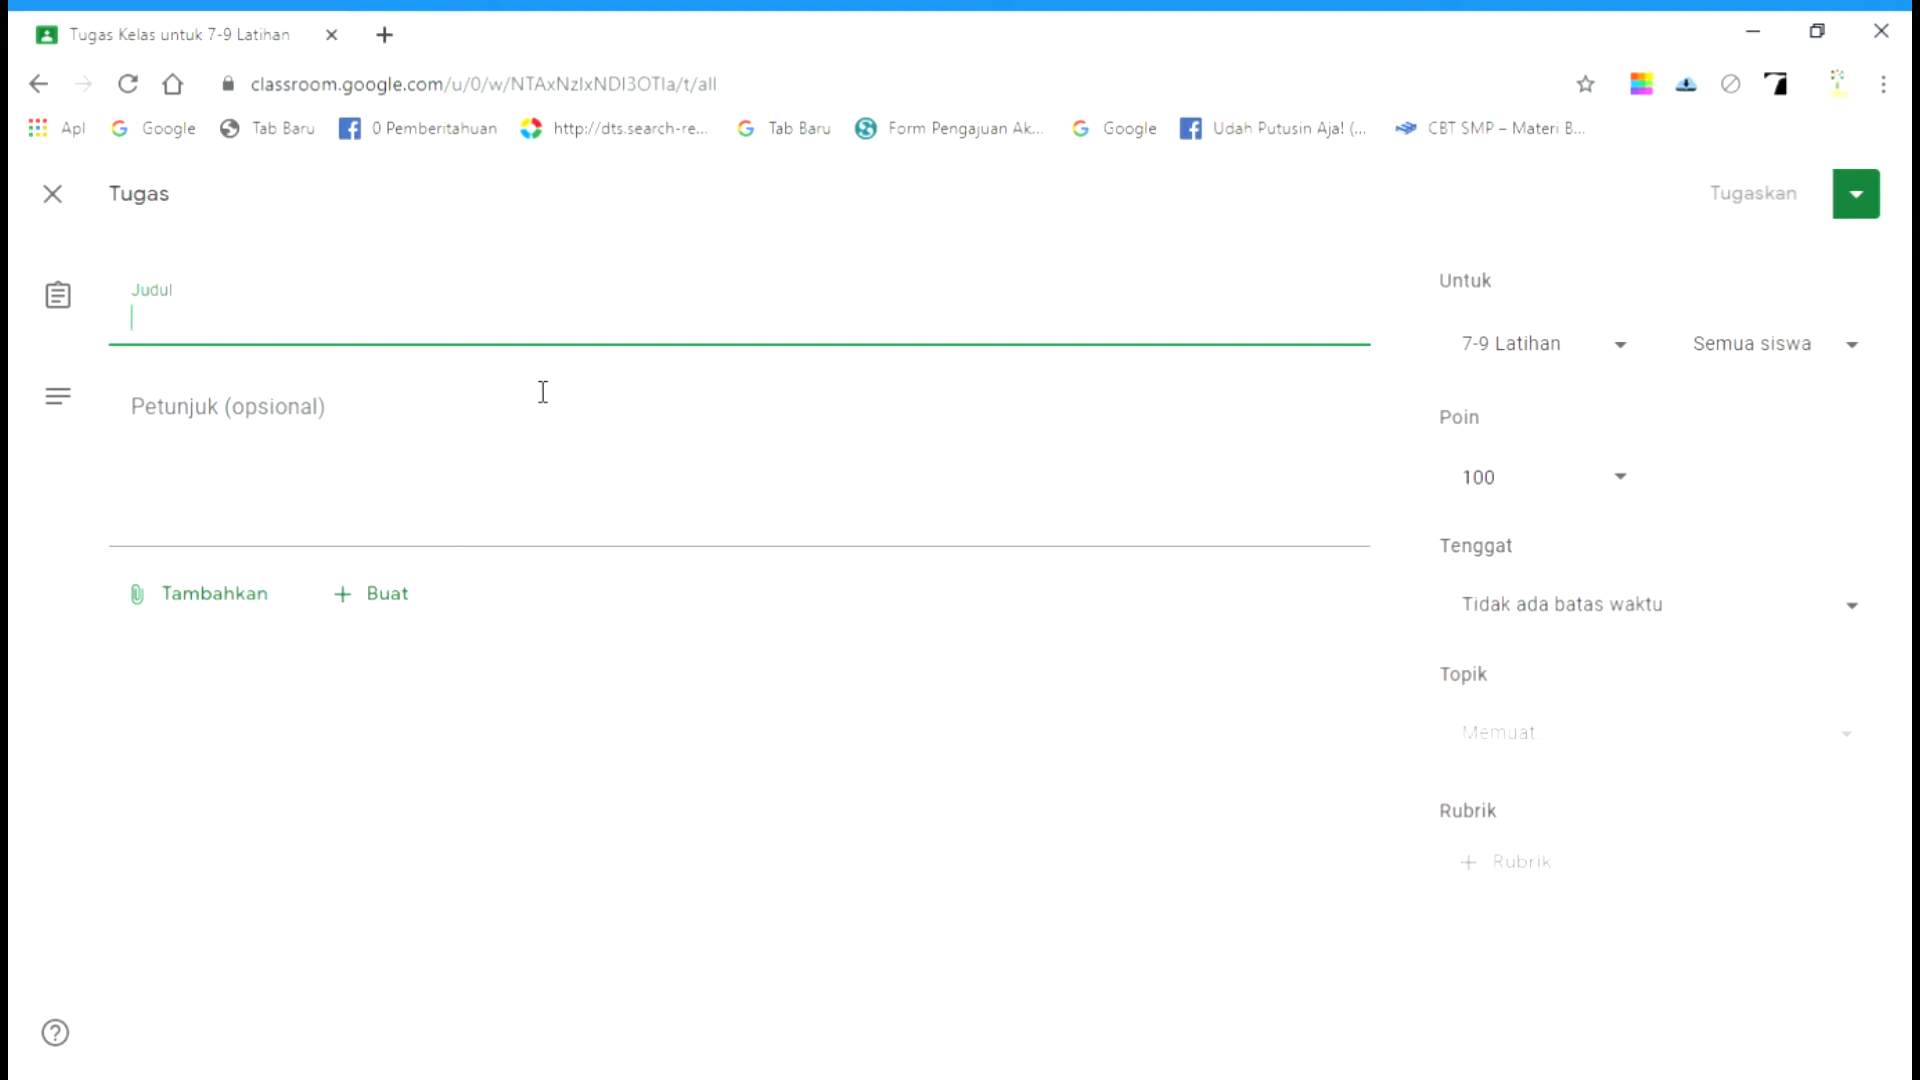 Tugas Kelas untuk 7-9 Latihan
classroom.google.com/u/0/w/NTAxNzIxNDI3OTIa/t/all
Apl Google Tab Baru 0 Pemberitahuan http://dts.search-re... Tab Baru Form Pengajuan Ak... Google Udah Putusin Aja! (... CBT SMP – Materi B...
Tugas
Tugaskan
Judul
Untuk
7-9 Latihan Semua siswa
Petunjuk (opsional)
Poin
100
Tenggat
Tambahkan + Buat
Tidak ada batas waktu
Topik
Memuat
Rubrik
+ Rubrik